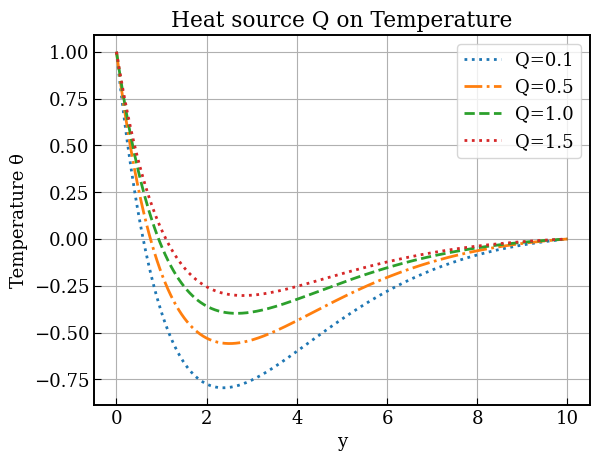 Heat source Q on Temperature
1.00
0.75
0.50
0.25
0.00
−0.25
−0.50
−0.75
Temperature θ
Q=0.1
Q=0.5
Q=1.0
Q=1.5
0 2 4 6 8 10
y